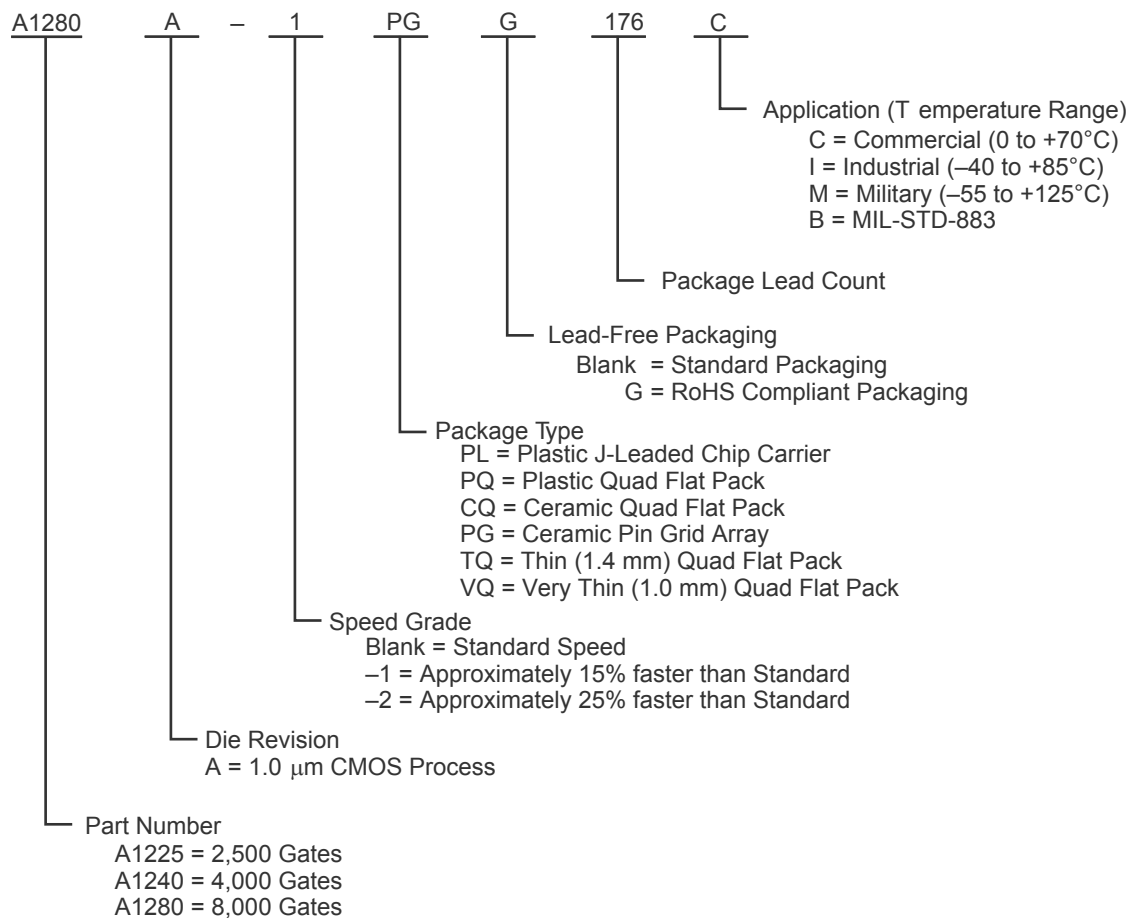 A1280 A – 1 PG G 176 C
Application (T emperature Range)
C = Commercial (0 to +70°C)
I = Industrial (–40 to +85°C)
M = Military (–55 to +125°C)
B = MIL-STD-883
Package Lead Count
Lead-Free Packaging
Blank = Standard Packaging
G = RoHS Compliant Packaging
Package Type
PL = Plastic J-Leaded Chip Carrier
PQ = Plastic Quad Flat Pack
CQ = Ceramic Quad Flat Pack
PG = Ceramic Pin Grid Array
TQ = Thin (1.4 mm) Quad Flat Pack
VQ = Very Thin (1.0 mm) Quad Flat Pack
Speed Grade
Blank = Standard Speed
–1 = Approximately 15% faster than Standard
–2 = Approximately 25% faster than Standard
Die Revision
A = 1.0 μm CMOS Process
Part Number
A1225 = 2,500 Gates
A1240 = 4,000 Gates
A1280 = 8,000 Gates